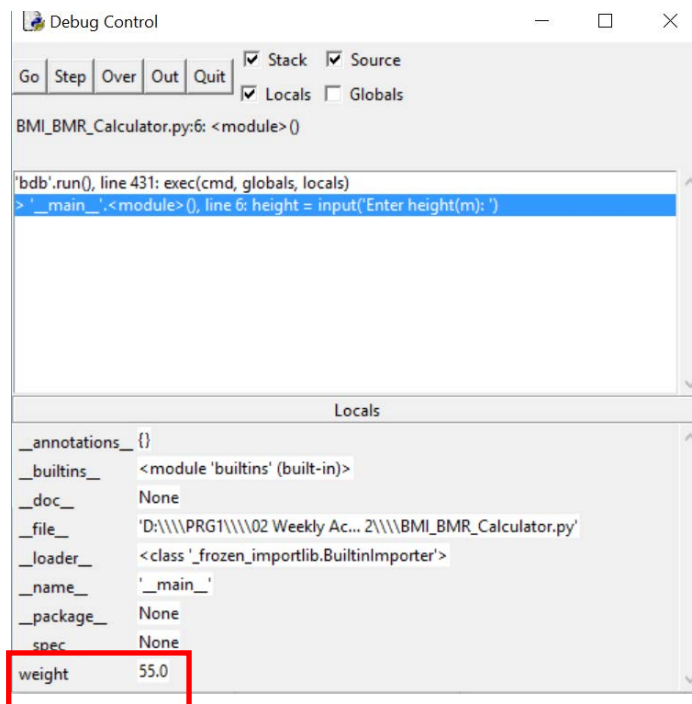 Debug Control
Go Step Over Out Quit
Stack Source
Locals Globals
BMI_BMR_Calculator.py:6: <module>()
'bdb'.run(), line 431: exec(cmd, globals, locals)
> '__main__'.<module>(), line 6: height = input('Enter height(m): ')
Locals
__annotations__ {}
__builtins__ <module 'builtins' (built-in)>
__doc__ None
__file__ 'D:\\\\PRG1\\\\02 Weekly Ac... 2\\\\BMI_BMR_Calculator.py'
__loader__ <class '_frozen_importlib.BuiltinImporter'>
__name__ '__main__'
__package__ None
__spec__ None
weight 55.0